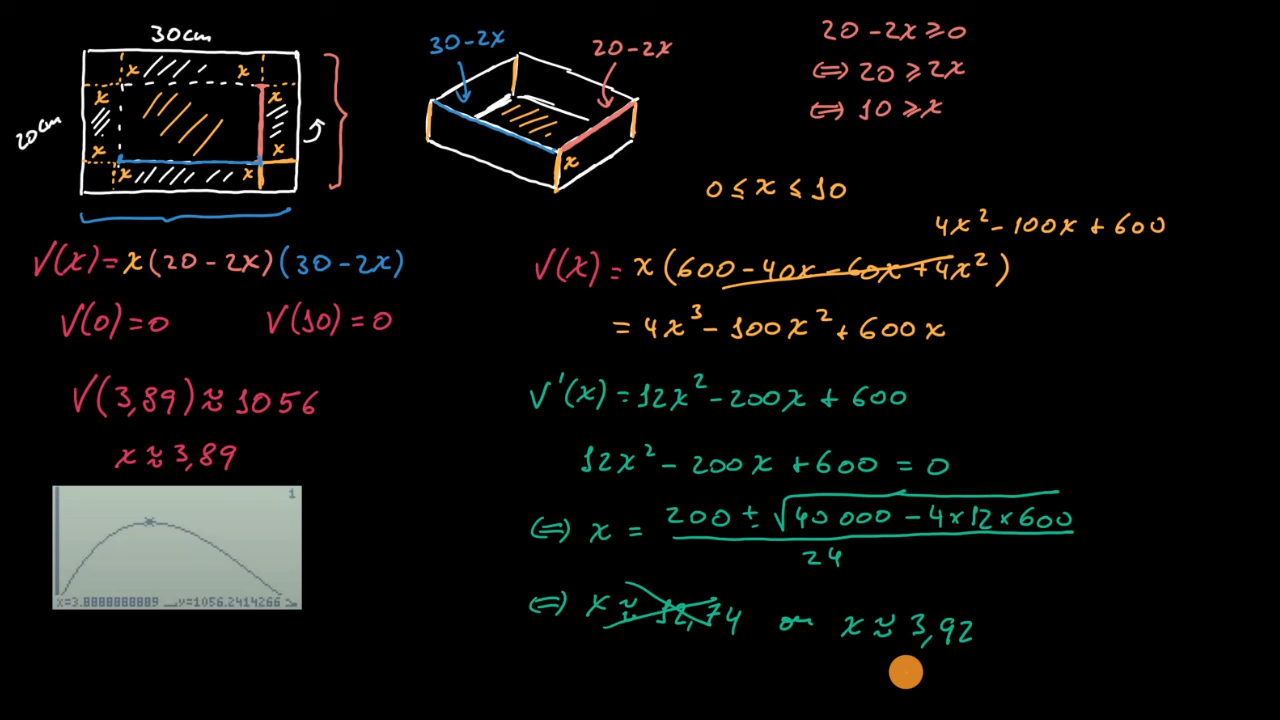 30cm
x x
x x
20cm
x x
x x
30-2x
20-2x
x
20-2x≥0
⇔ 20≥2x
⇔ 10≥x
0≤x≤10
4x²-100x+600
V(x)=x(20-2x)(30-2x)
V(x)=x(600-40x-60x+4x²)
V(0)=0 V(10)=0
=4x³-100x²+600x
V(3,89)≈1056
V'(x)=12x²-200x+600
x≈3,89
12x²-200x+600=0
1
⇔ x = (200±√(40 000-4×12×600))/24
x=3.8888888889 y=1056.2414266
⇔ x≈12,74 ou x≈3,92